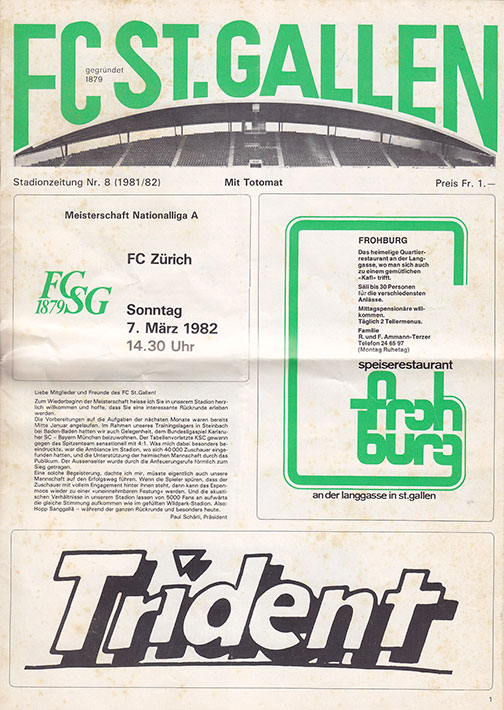 FC ST. GALLEN
gegründet
1879
Stadionzeitung Nr. 8 (1981/82)
Mit Totomat
Preis Fr. 1.—
Meisterschaft Nationalliga A
FC Zürich
FC SG
1879
Sonntag
7. März 1982
14.30 Uhr
Liebe Mitglieder und Freunde des FC St.Gallen!
Zum Wiederbeginn der Meisterschaft heisse ich Sie in unserem Stadion herz-
lich willkommen und hoffe, dass Sie eine interessante Rückrunde erleben
werden.
Die Vorbereitungen auf die Aufgaben der nächsten Monate waren bereits
Mitte Januar angelaufen. Im Rahmen unseres Trainingslagers in Steinbach
bei Baden-Baden hatten wir auch Gelegenheit, dem Bundesligaspiel Karlsru-
her SC – Bayern München beizuwohnen. Der Tabellenvorletzte KSC gewann
gegen das Spitzenteam sensationell mit 4:1. Was mich dabei besonders be-
eindruckte, war die Ambiance im Stadion, wo sich 40 000 Zuschauer einge-
funden hatten, und die Unterstützung der heimischen Mannschaft durch das
Publikum. Der Aussenseiter wurde durch die Anfeuerungsrufe förmlich zum
Sieg getragen.
Eine solche Begeisterung, dachte ich mir, müsste eigentlich auch unsere
Mannschaft auf den Erfolgsweg führen. Wenn die Spieler spüren, dass der
Zuschauer mit vollem Engagement hinter ihnen steht, dann kann das Espen-
moos wieder zu einer «uneinnehmbaren Festung» werden. Und die akusti-
schen Verhältnisse in unserem Stadion lassen von 5000 Fans an aufwärts
die gleiche Stimmung aufkommen wie im gefüllten Wildpark-Stadion. Also:
Hopp Sanggallä – während der ganzen Rückrunde und besonders heute.
Paul Schärli, Präsident
FROHBURG
Das heimelige Quartier-
restaurant an der Lang-
gasse, wo man sich auch
zu einem gemütlichen
«Kafi» trifft.
Säli bis 30 Personen
für die verschiedensten
Anlässe.
Mittagspensionäre will-
kommen.
Täglich 2 Tellermenus.
Familie
R. und F. Ammann-Terzer
Telefon 24 65 97
(Montag Ruhetag)
speiserestaurant
froh
burg
an der langgasse in st.gallen
Trident
1